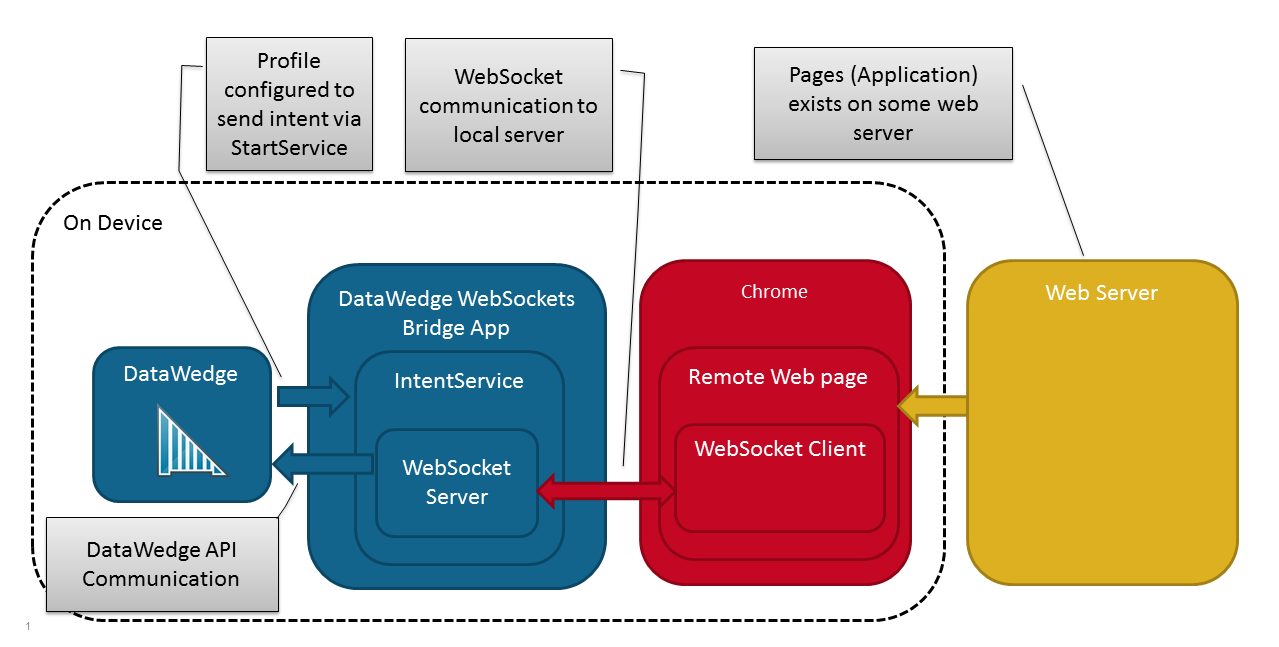 Profile
configured to
send intent via
StartService
WebSocket
communication to
local server
Pages (Application)
exists on some web
server
On Device
DataWedge WebSockets
Bridge App
Chrome
Web Server
DataWedge
IntentService
Remote Web page
WebSocket
Server
WebSocket Client
DataWedge API
Communication
1